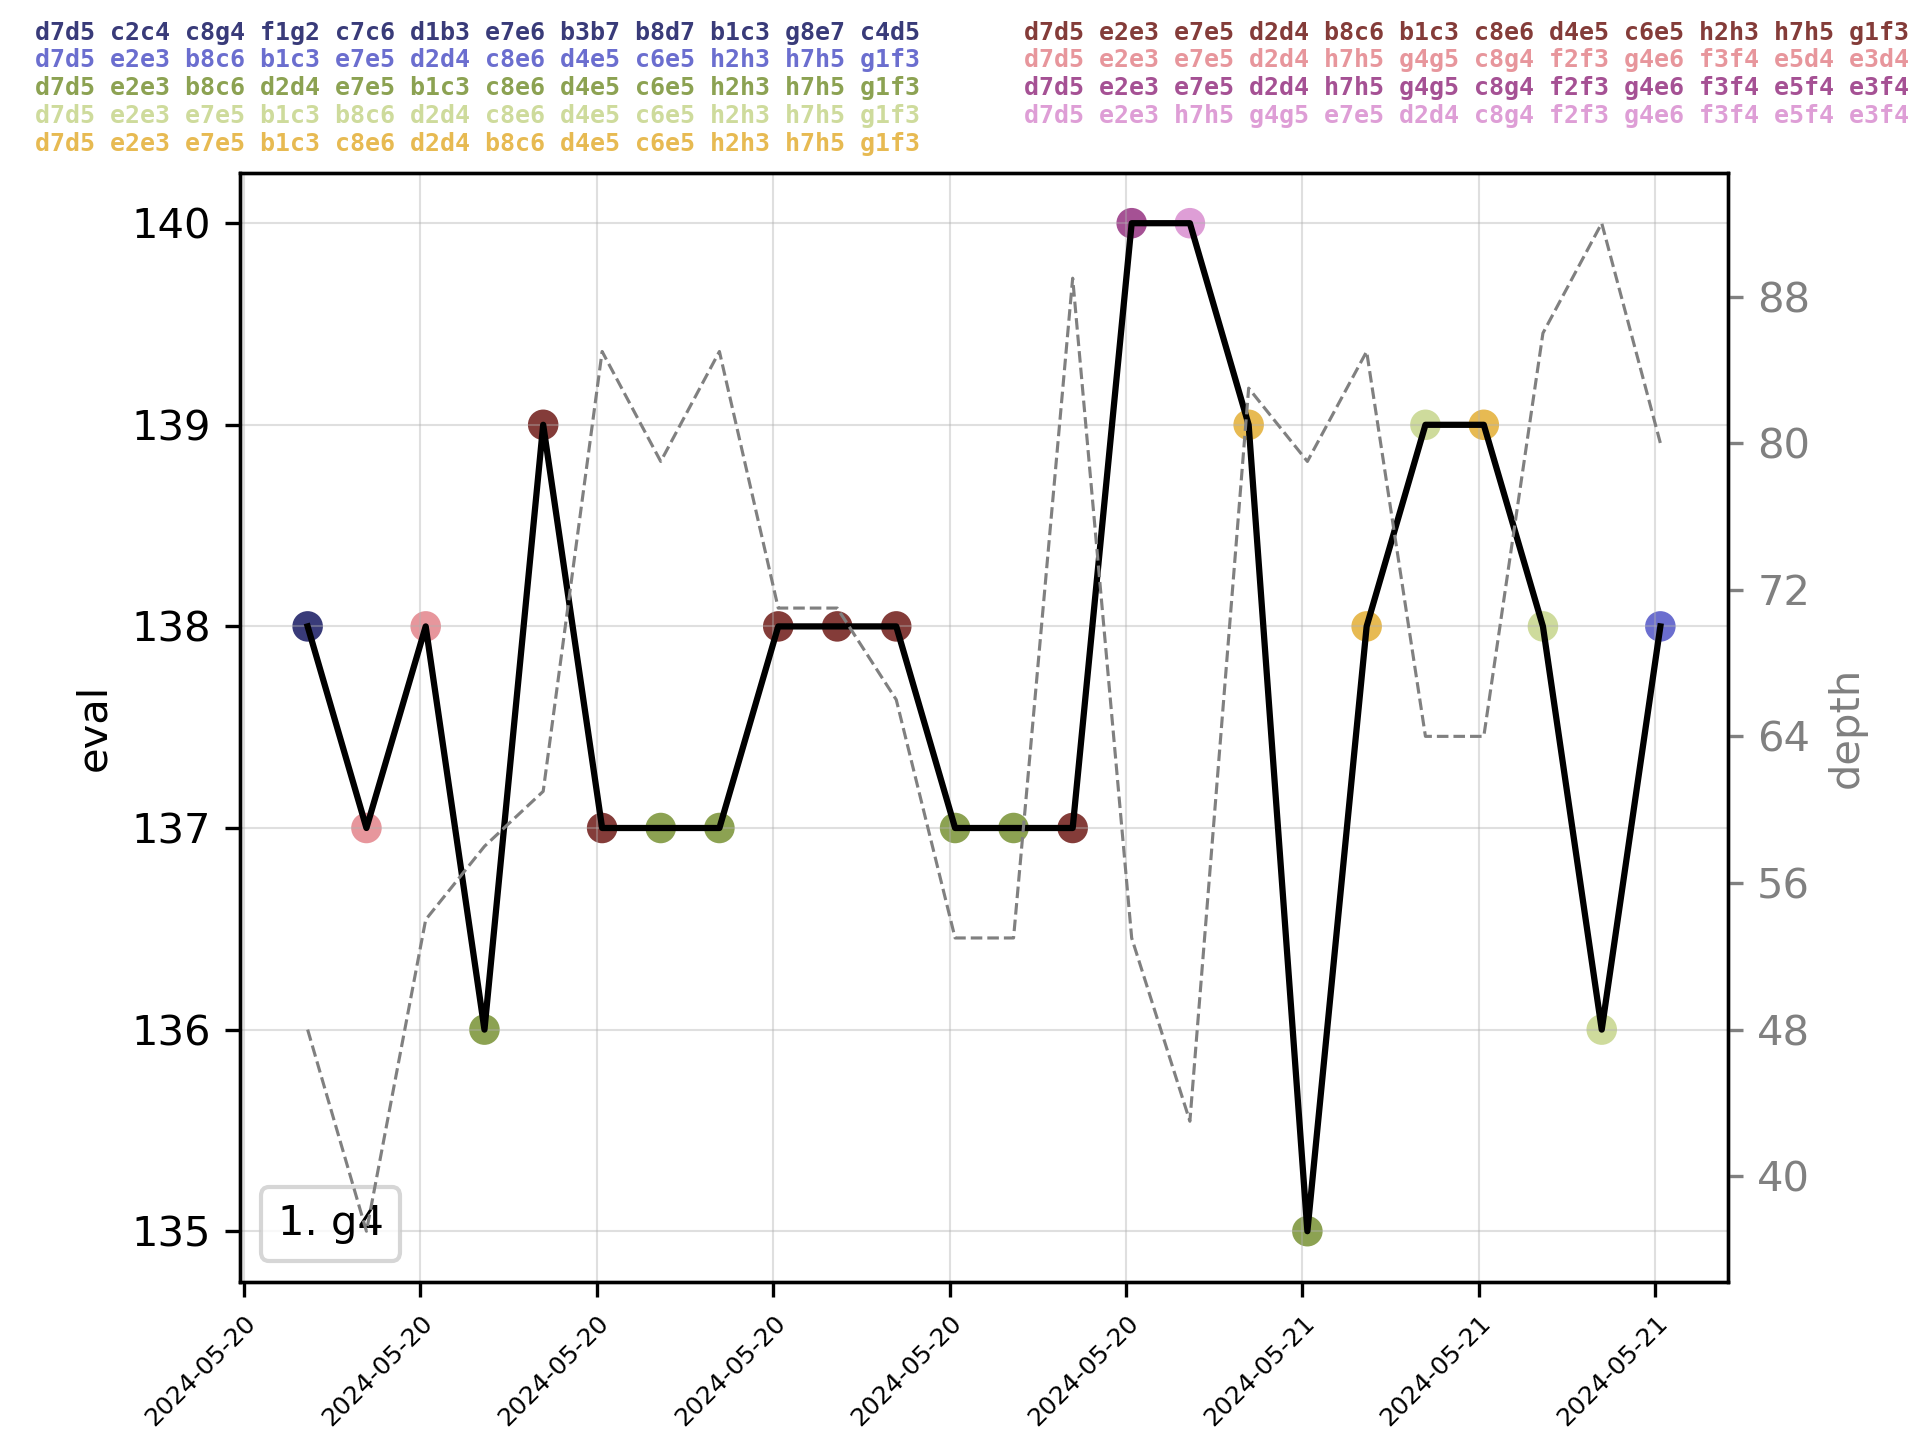 d7d5 c2c4 c8g4 f1g2 c7c6 d1b3 e7e6 b3b7 b8d7 b1c3 g8e7 c4d5
d7d5 e2e3 b8c6 b1c3 e7e5 d2d4 c8e6 d4e5 c6e5 h2h3 h7h5 g1f3
d7d5 e2e3 b8c6 d2d4 e7e5 b1c3 c8e6 d4e5 c6e5 h2h3 h7h5 g1f3
d7d5 e2e3 e7e5 b1c3 b8c6 d2d4 c8e6 d4e5 c6e5 h2h3 h7h5 g1f3
d7d5 e2e3 e7e5 b1c3 c8e6 d2d4 b8c6 d4e5 c6e5 h2h3 h7h5 g1f3
d7d5 e2e3 e7e5 d2d4 b8c6 b1c3 c8e6 d4e5 c6e5 h2h3 h7h5 g1f3
d7d5 e2e3 e7e5 d2d4 h7h5 g4g5 c8g4 f2f3 g4e6 f3f4 e5d4 e3d4
d7d5 e2e3 e7e5 d2d4 h7h5 g4g5 c8g4 f2f3 g4e6 f3f4 e5f4 e3f4
d7d5 e2e3 h7h5 g4g5 e7e5 d2d4 c8g4 f2f3 g4e6 f3f4 e5f4 e3f4
140
139
138
137
136
135
eval
88
80
72
64
56
48
40
depth
1. g4
2024-05-20
2024-05-20
2024-05-20
2024-05-20
2024-05-20
2024-05-20
2024-05-21
2024-05-21
2024-05-21